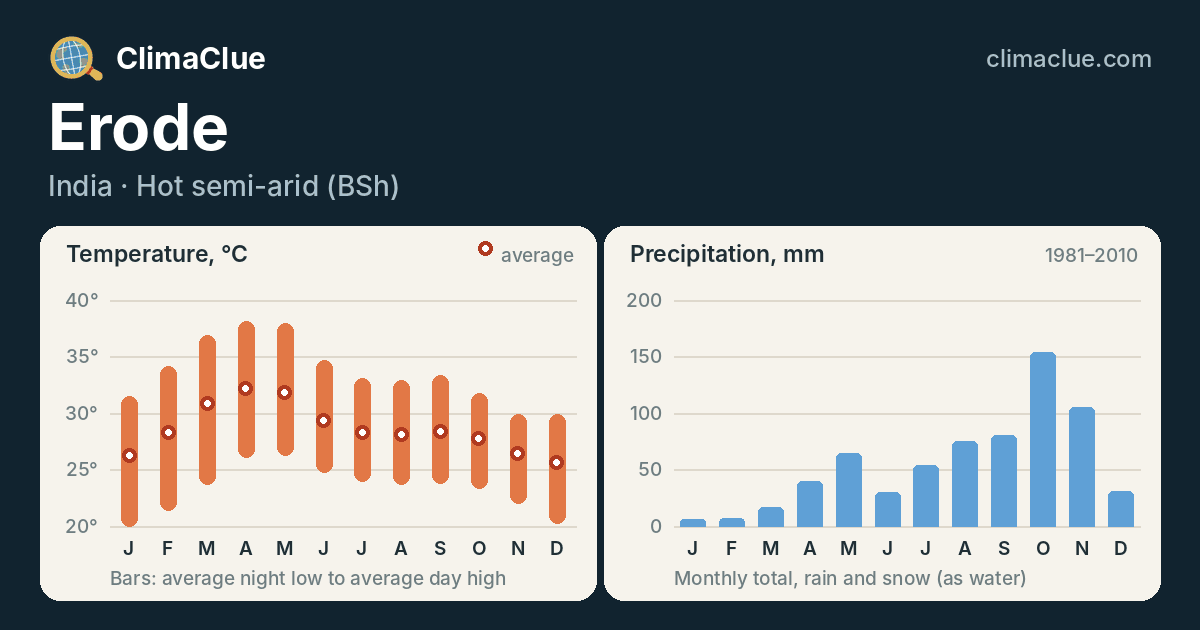 ClimaClue
climaclue.com
Erode
India · Hot semi-arid (BSh)
Temperature, °C
average
40°
35°
30°
25°
20°
J F M A M J J A S O N D
Bars: average night low to average day high
Precipitation, mm
1981–2010
200
150
100
50
0
J F M A M J J A S O N D
Monthly total, rain and snow (as water)